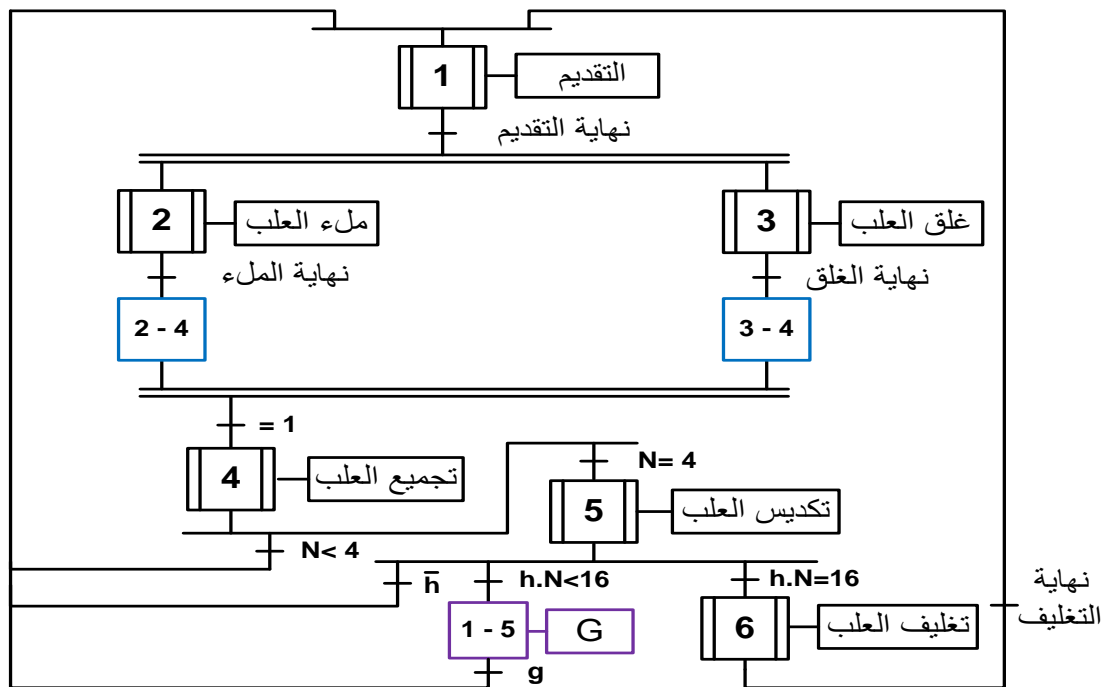 1
التقديم
نهاية التقديم
2
ملء العلب
3
غلق العلب
نهاية الملء
نهاية الغلق
2 - 4
3 - 4
= 1
4
تجميع العلب
N= 4
5
تكديس العلب
N< 4
h̅
h.N<16
h.N=16
نهاية
التغليف
1 - 5
G
6
تغليف العلب
g